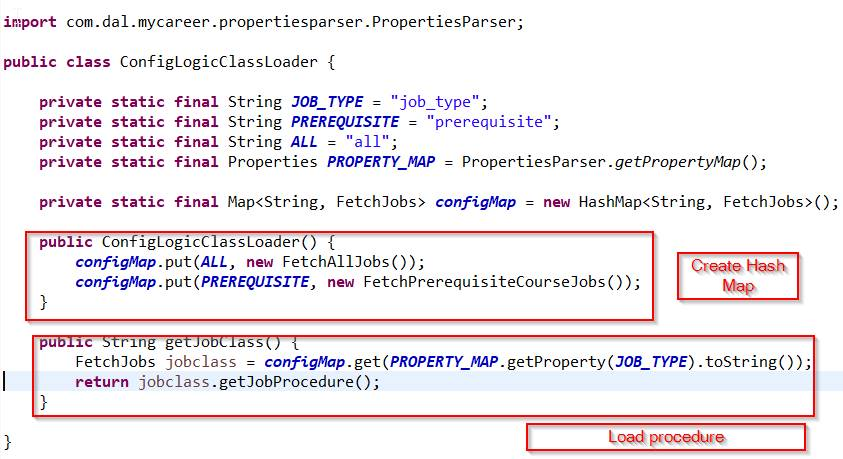 import com.dal.mycareer.propertiesparser.PropertiesParser;
public class ConfigLogicClassLoader {
private static final String JOB_TYPE = "job_type";
private static final String PREREQUISITE = "prerequisite";
private static final String ALL = "all";
private static final Properties PROPERTY_MAP = PropertiesParser.getPropertyMap();
private static final Map<String, FetchJobs> configMap = new HashMap<String, FetchJobs>();
public ConfigLogicClassLoader() {
configMap.put(ALL, new FetchAllJobs());
configMap.put(PREREQUISITE, new FetchPrerequisiteCourseJobs());
}
Create Hash
Map
public String getJobClass() {
FetchJobs jobclass = configMap.get(PROPERTY_MAP.getProperty(JOB_TYPE).toString());
return jobclass.getJobProcedure();
}
Load procedure
}